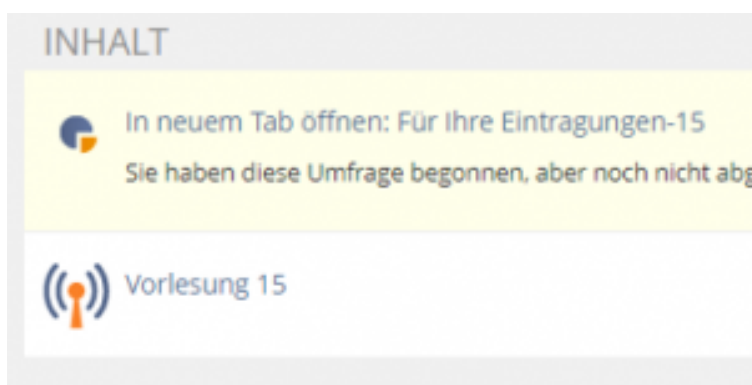 INHALT
In neuem Tab öffnen: Für Ihre Eintragungen-15
Sie haben diese Umfrage begonnen, aber noch nicht
Vorlesung 15